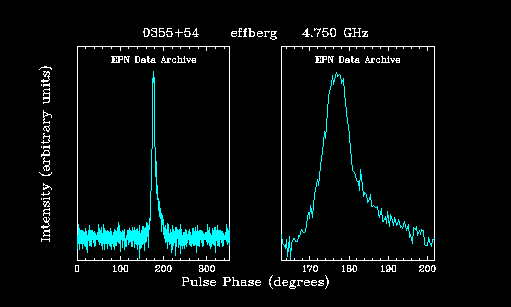 0355+54 effberg 4.750 GHz
EPN Data Archive
EPN Data Archive
Intensity (arbitrary units)
0 100 200 300
170 180 190 200
Pulse Phase (degrees)